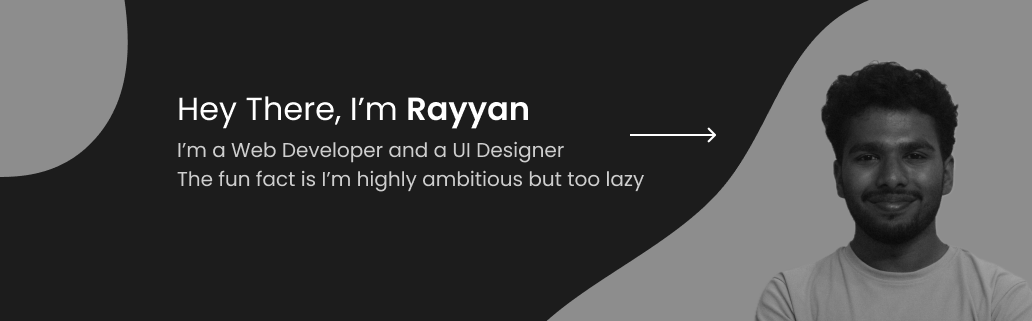 Hey There, I’m Rayyan
I’m a Web Developer and a UI Designer
The fun fact is I’m highly ambitious but too lazy